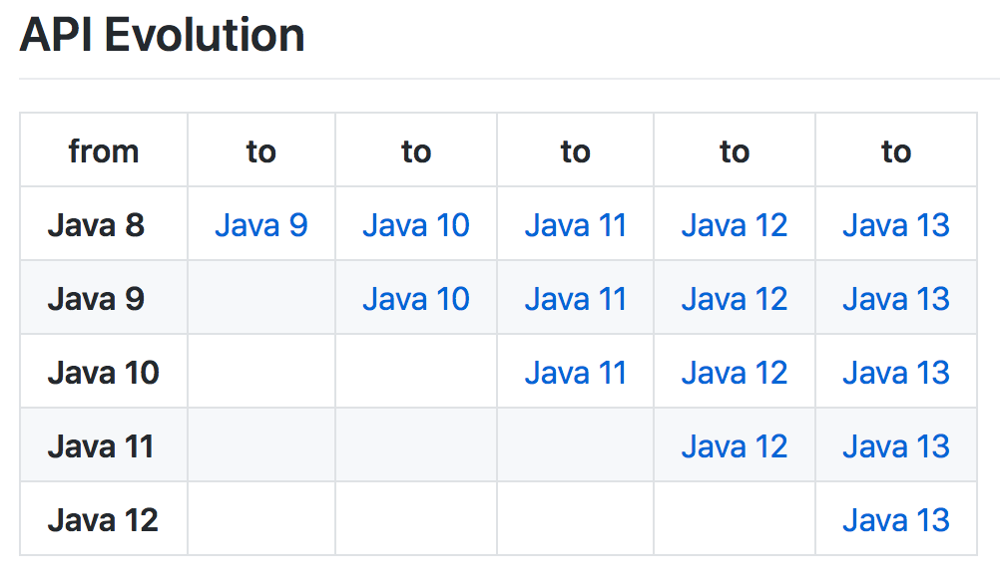 API Evolution
from to to to to to
Java 8 Java 9 Java 10 Java 11 Java 12 Java 13
Java 9 Java 10 Java 11 Java 12 Java 13
Java 10 Java 11 Java 12 Java 13
Java 11 Java 12 Java 13
Java 12 Java 13